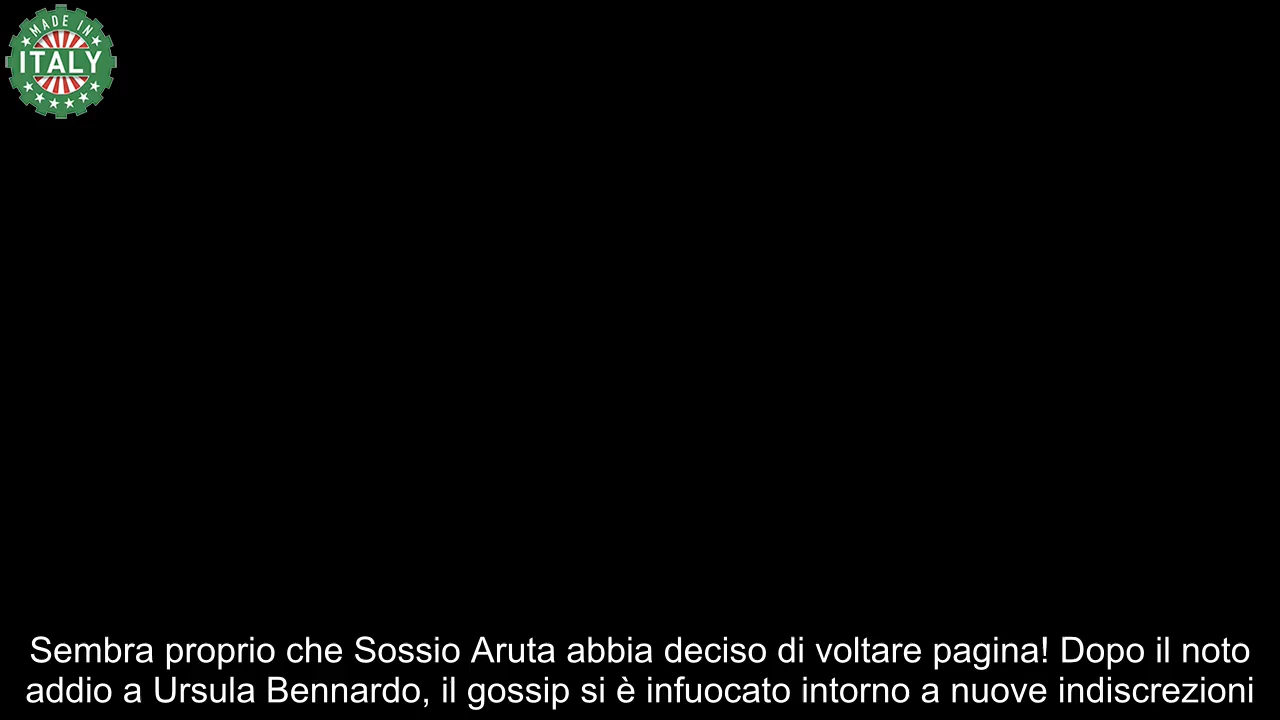 MADE IN
ITALY
Sembra proprio che Sossio Aruta abbia deciso di voltare pagina! Dopo il noto
addio a Ursula Bennardo, il gossip si è infuocato intorno a nuove indiscrezioni